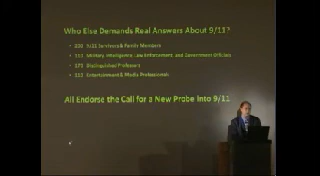 Who Else Demands Real Answers About 9/11?
• 9/11 Survivors & Family Members
• Military, Intelligence, Law Enforcement, and Government Officials
• Distinguished Professors
• Entertainment & Media Professionals
All Endorse the Call for a New Probe into 9/11